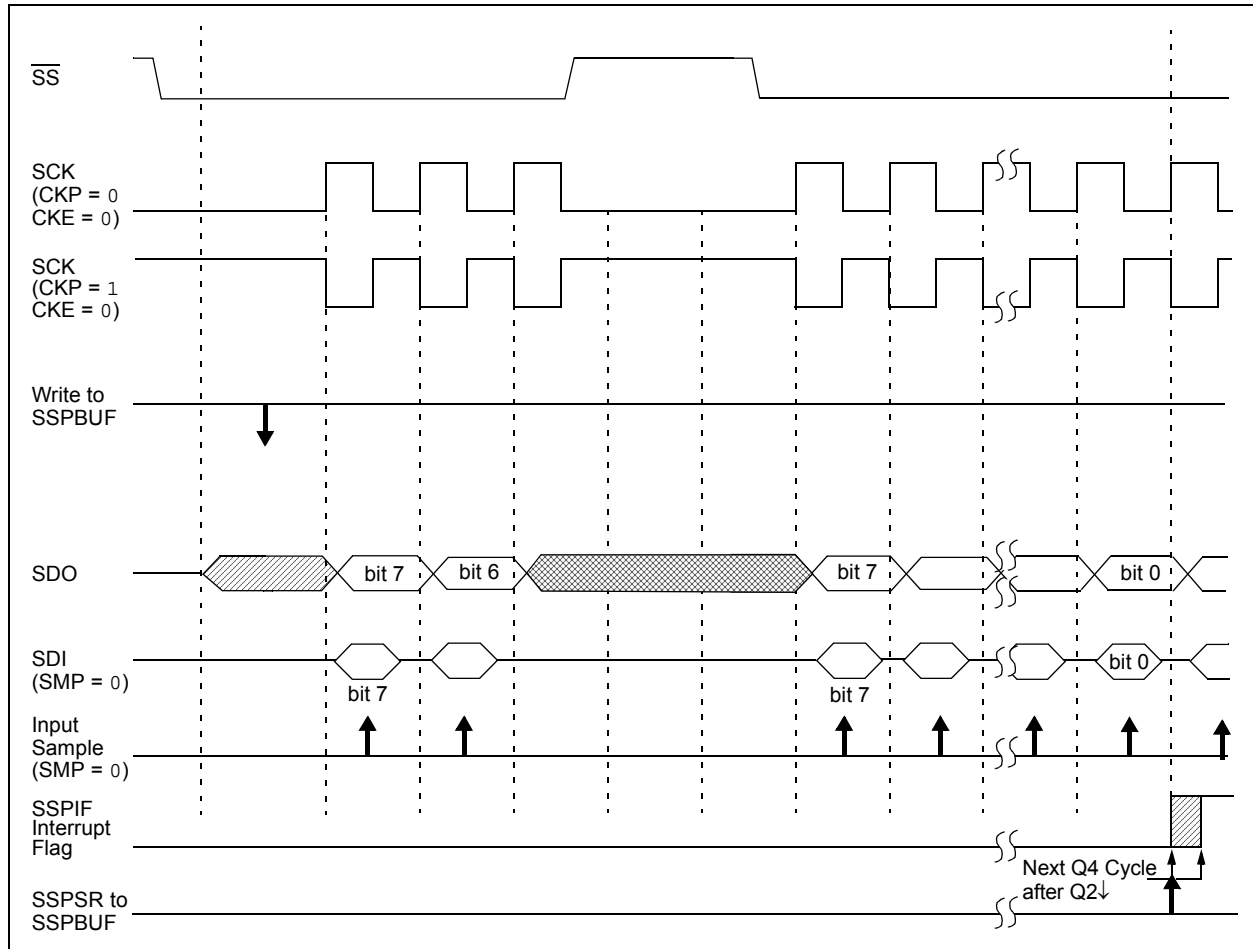 SS
SCK
(CKP = 0
CKE = 0)
SCK
(CKP = 1
CKE = 0)
Write to
SSPBUF
SDO
bit 7
bit 6
bit 7
bit 0
SDI
(SMP = 0)
bit 7
bit 7
bit 0
Input
Sample
(SMP = 0)
SSPIF
Interrupt
Flag
Next Q4 Cycle
after Q2↓
SSPSR to
SSPBUF